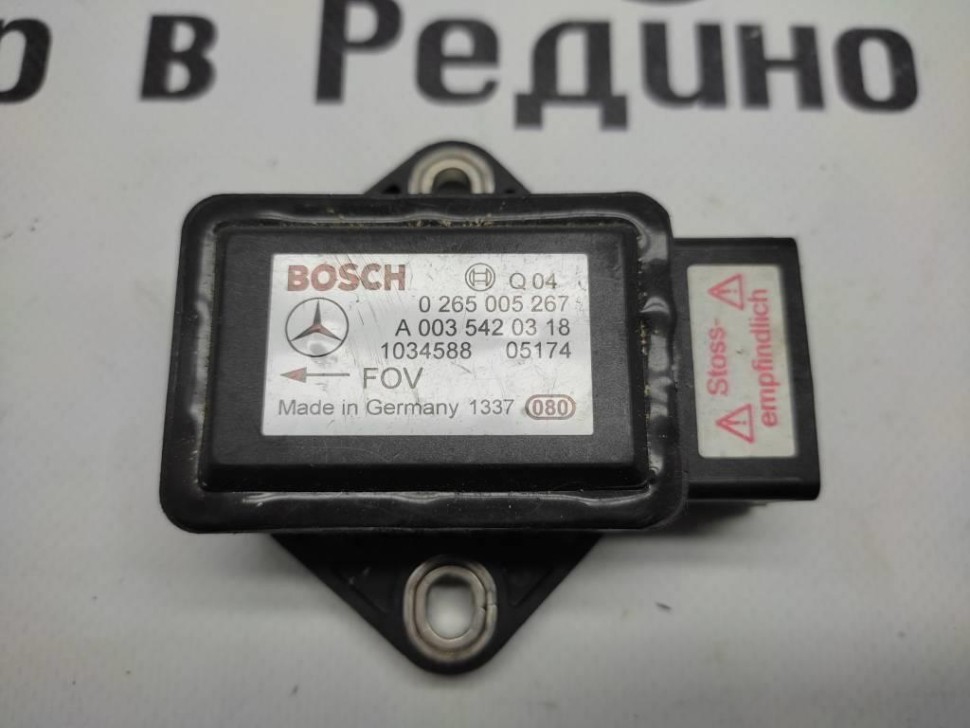 р в Редино
BOSCH Q 04
0 265 005 267
A 003 542 03 18
1034588 05174
FOV
Made in Germany 1337 080
Stoss-
empfindlich